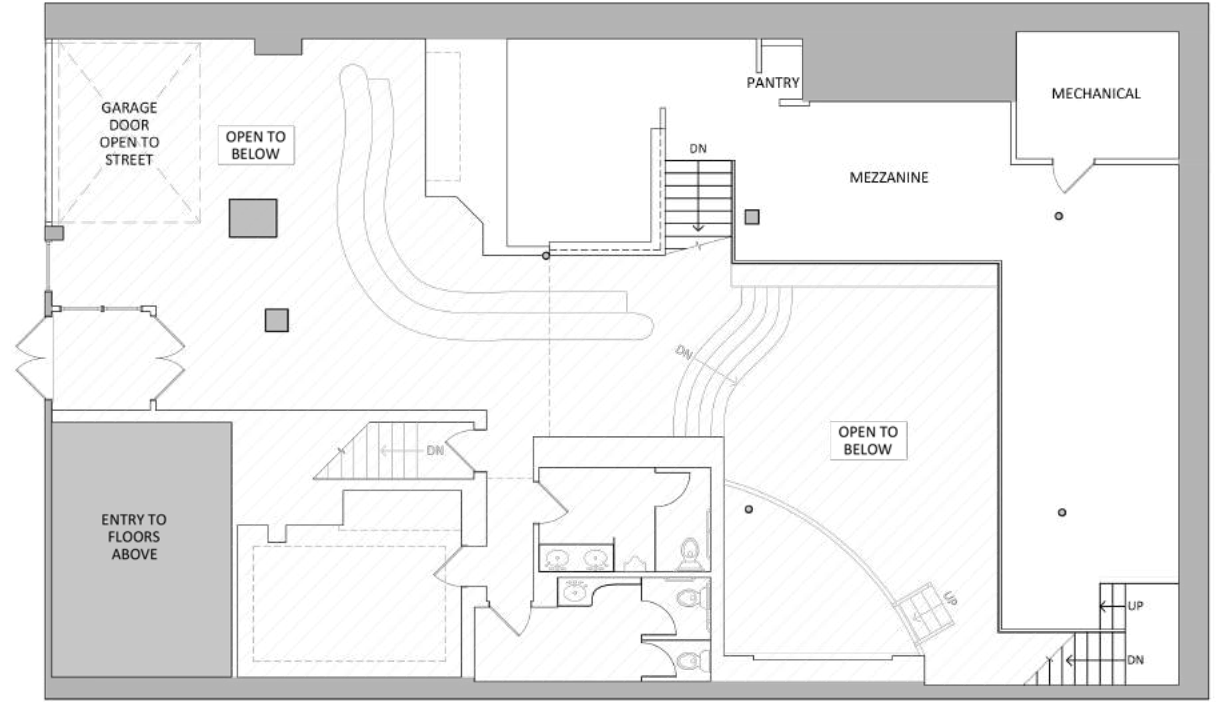 GARAGE
DOOR
OPEN TO
STREET
OPEN TO
BELOW
PANTRY
MECHANICAL
DN
MEZZANINE
DN
OPEN TO
BELOW
DN
ENTRY TO
FLOORS
ABOVE
UP
UP
DN